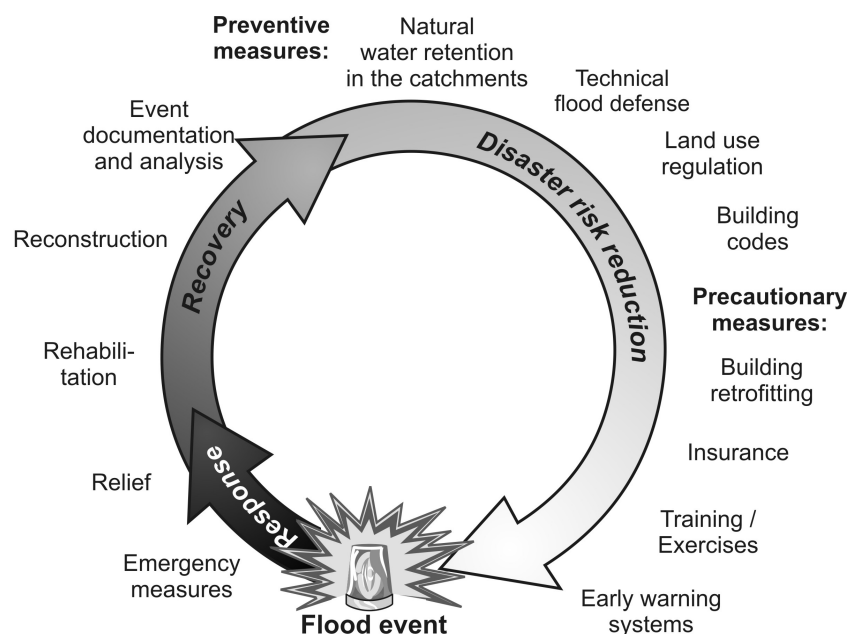 Preventive
measures:
Natural
water retention
in the catchments
Technical
flood defense
Land use
regulation
Building
codes
Precautionary
measures:
Building
retrofitting
Insurance
Training /
Exercises
Early warning
systems
Disaster risk reduction
Flood event
Response
Emergency
measures
Relief
Rehabili-
tation
Recovery
Reconstruction
Event
documentation
and analysis